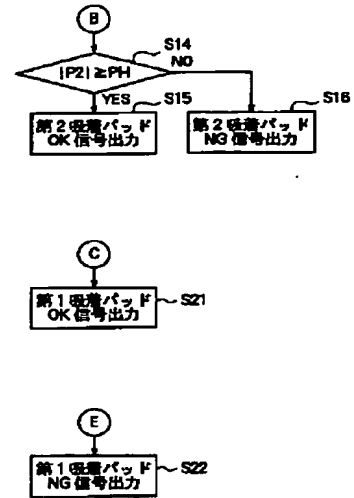 B
S14
|P2|≧PH
NO
YES
S15
S16
第2吸着パッド
OK信号出力
第2吸着パッド
NG信号出力
C
第1吸着パッド
OK信号出力
S21
E
第1吸着パッド
NG信号出力
S22